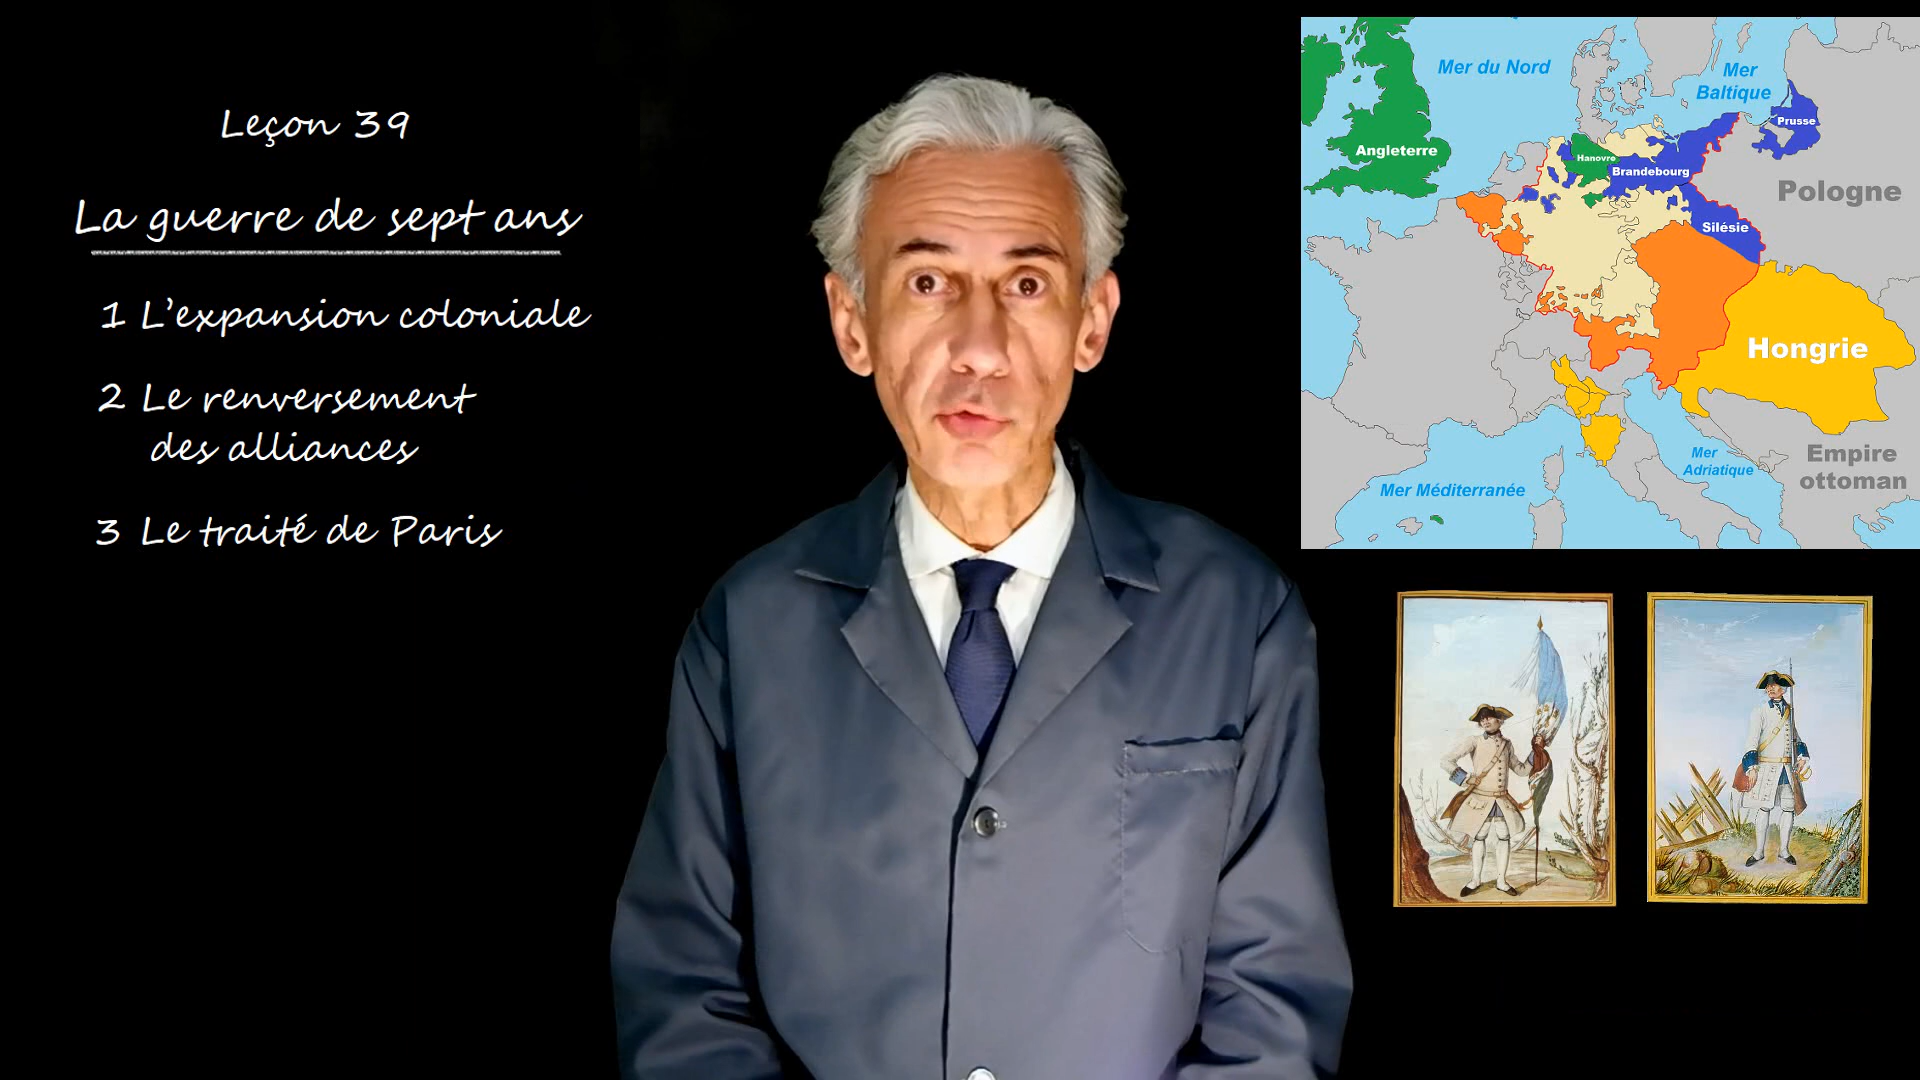 Leçon 39
La guerre de sept ans
1 L'expansion coloniale
2 Le renversement
des alliances
3 Le traité de Paris
Mer du Nord
Mer
Baltique
Prusse
Angleterre
Hanovre
Brandebourg
Pologne
Silésie
Hongrie
Mer
Adriatique
Empire
ottoman
Mer Méditerranée